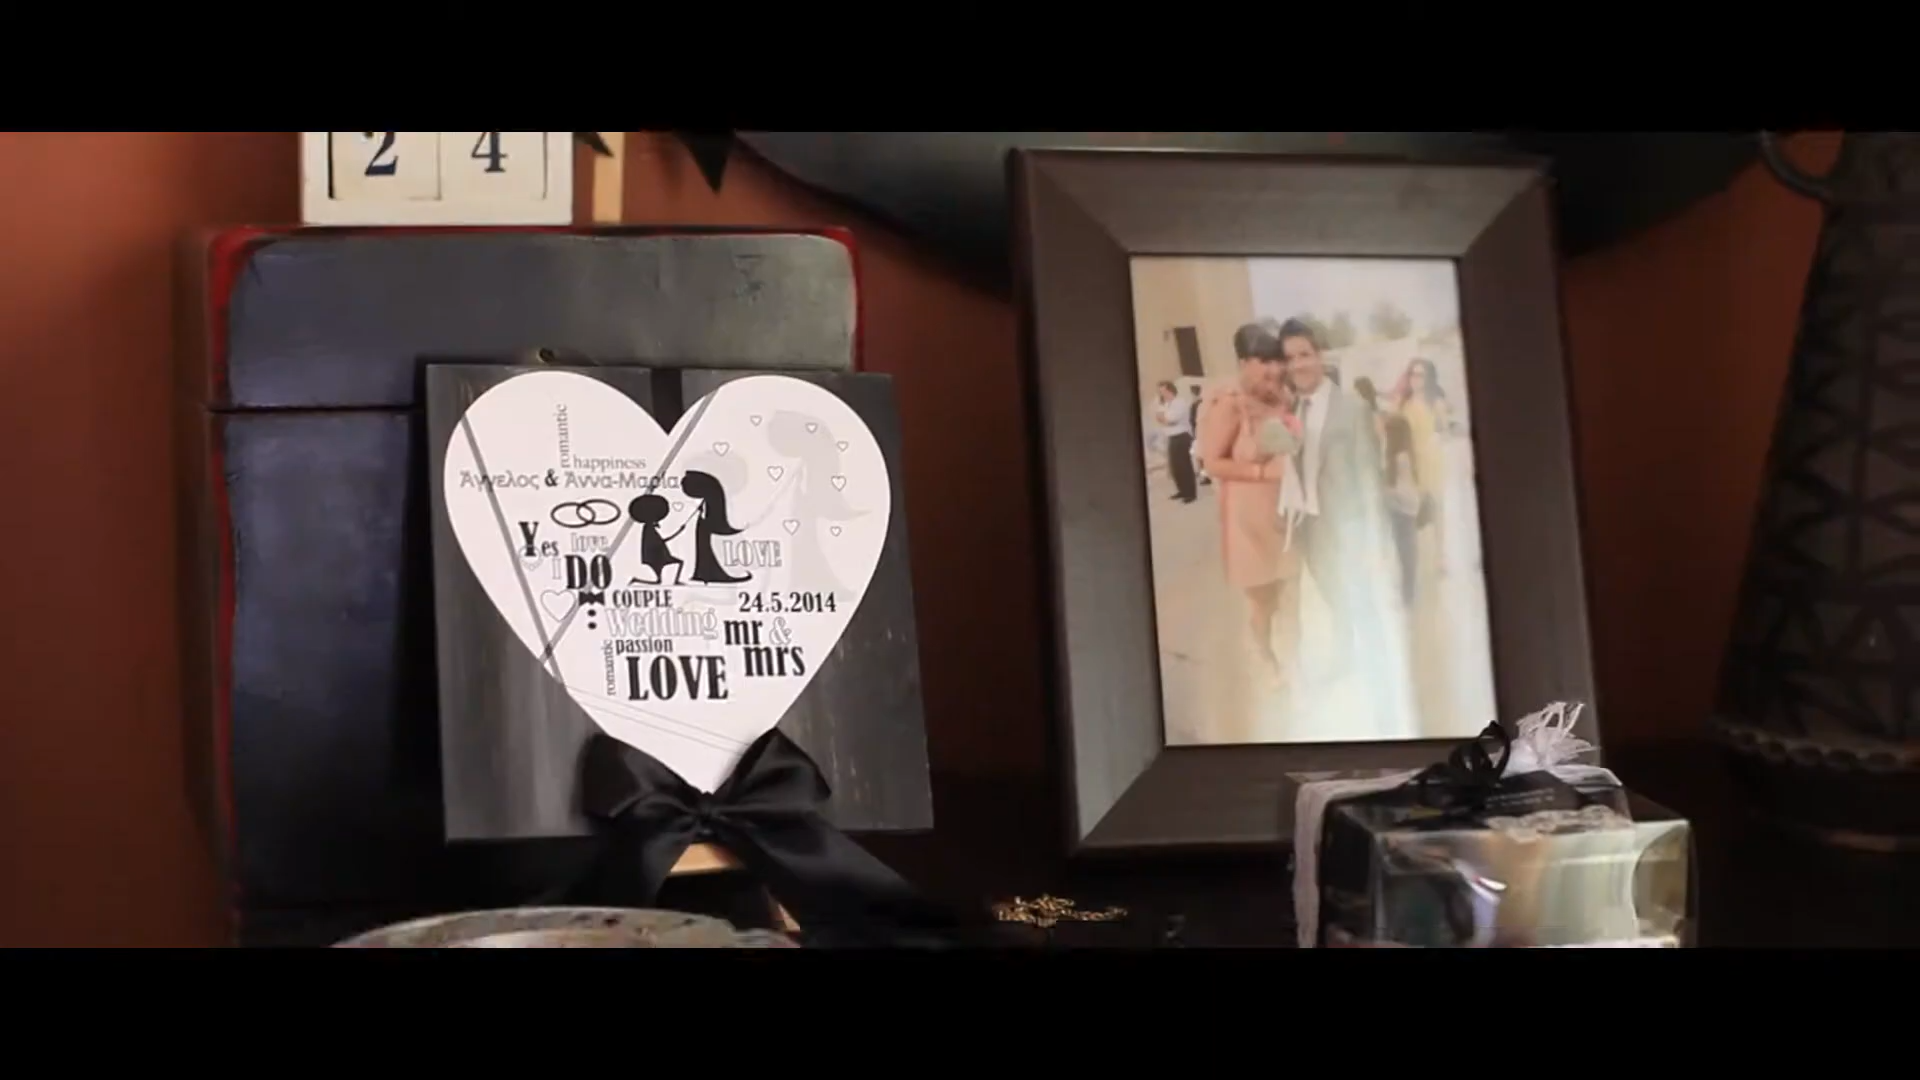 2 4
romantic
happiness
Άγγελος & Άννα-Μαρία
Yes
love
I DO
LOVE
COUPLE
24.5.2014
Wedding
mr &
mrs
passion
romantic
LOVE